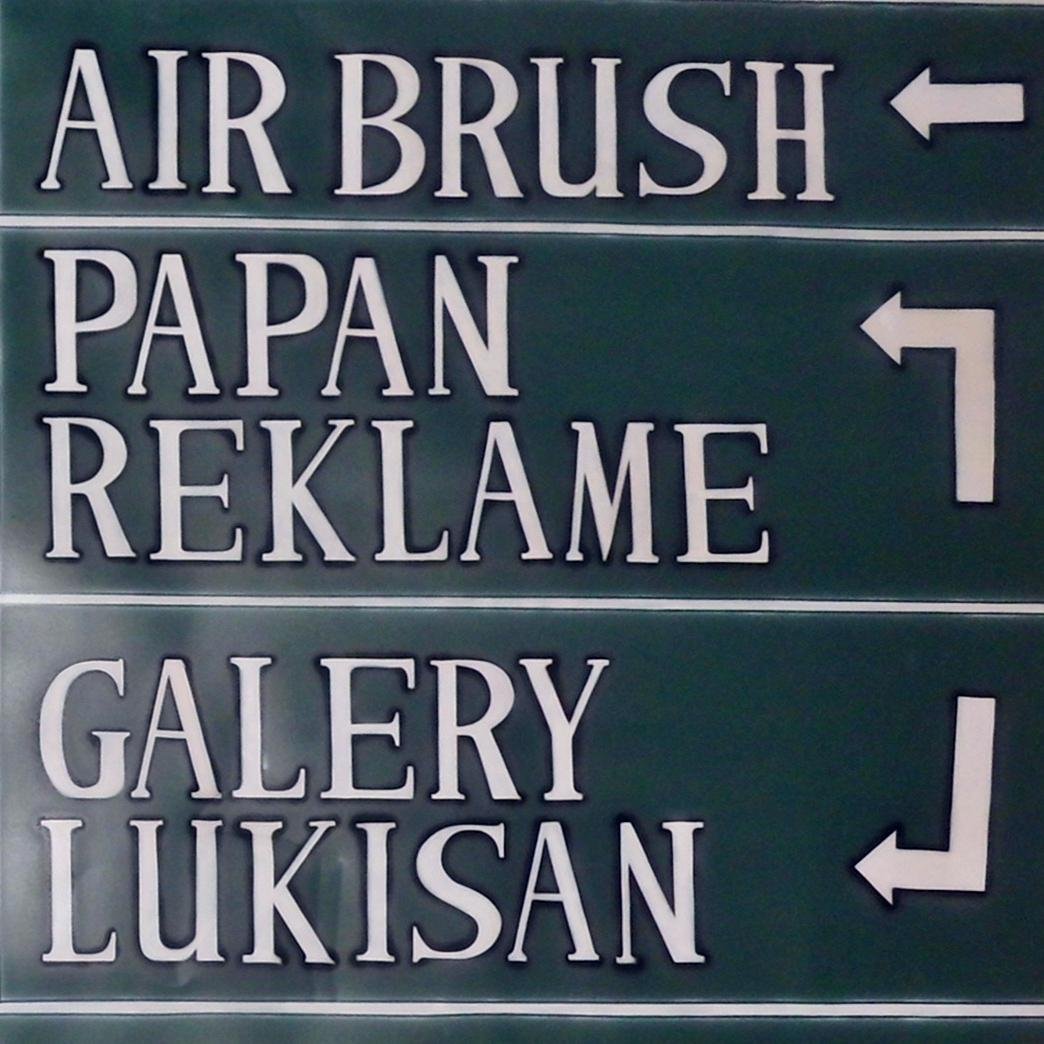 AIR BRUSH
PAPAN
REKLAME
GALERY
LUKISAN